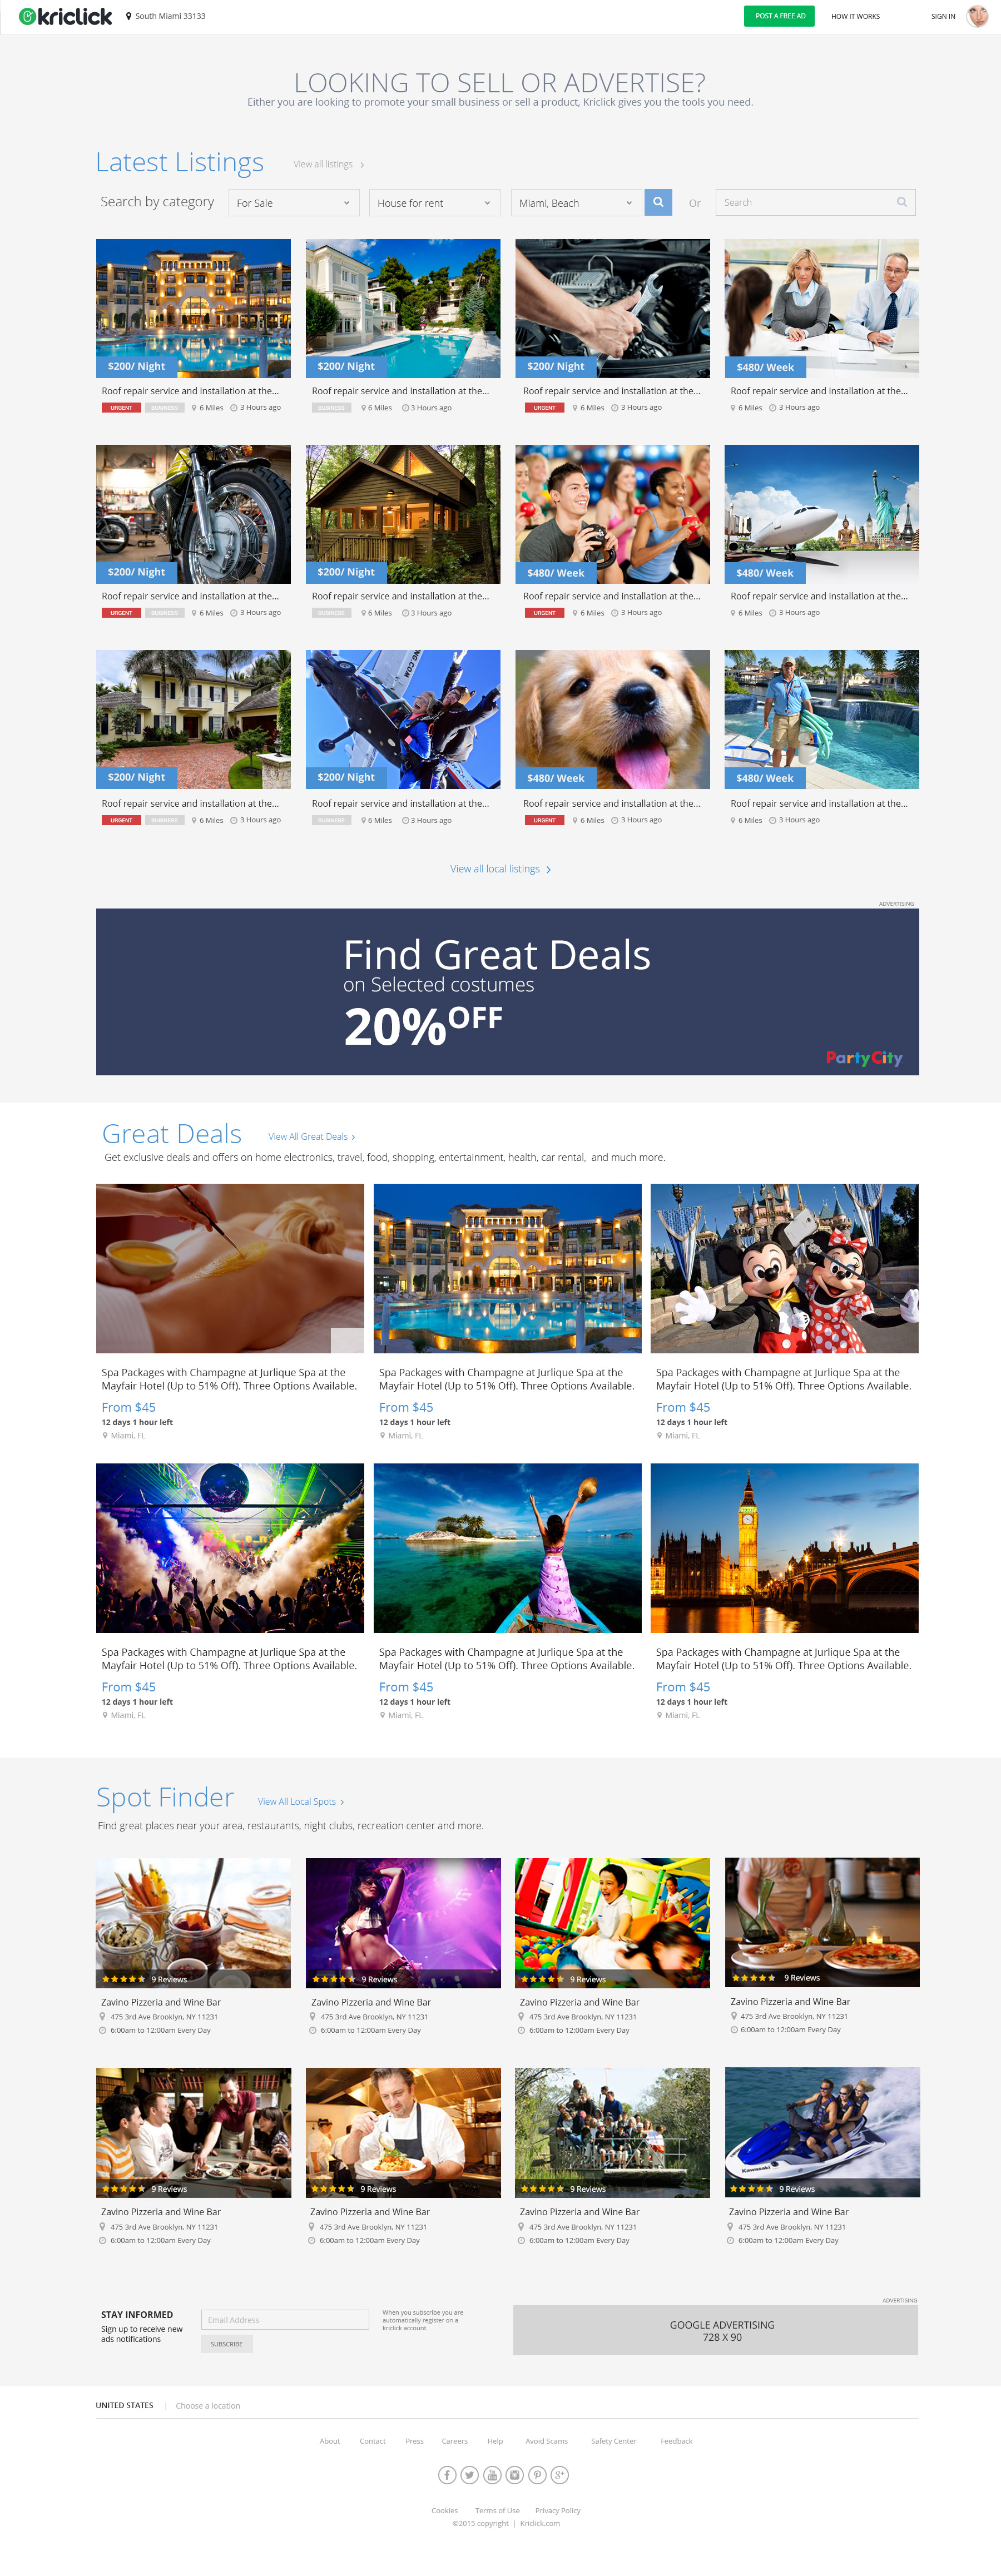 kriclick
South Miami 33133
POST A FREE AD
HOW IT WORKS
SIGN IN
LOOKING TO SELL OR ADVERTISE?
Either you are looking to promote your small business or sell a product, Kriclick gives you the tools you need.
Latest Listings
View all listings
Search by category
For Sale
House for rent
Miami, Beach
Or
Search
$200/ Night
$200/ Night
$200/ Night
$480/ Week
Roof repair service and installation at the...
Roof repair service and installation at the...
Roof repair service and installation at the...
Roof repair service and installation at the...
URGENT BUSINESS 6 Miles 3 Hours ago
BUSINESS 6 Miles 3 Hours ago
URGENT 6 Miles 3 Hours ago
6 Miles 3 Hours ago
$200/ Night
$200/ Night
$480/ Week
$480/ Week
Roof repair service and installation at the...
Roof repair service and installation at the...
Roof repair service and installation at the...
Roof repair service and installation at the...
URGENT BUSINESS 6 Miles 3 Hours ago
BUSINESS 6 Miles 3 Hours ago
URGENT 6 Miles 3 Hours ago
6 Miles 3 Hours ago
$200/ Night
$200/ Night
$480/ Week
$480/ Week
Roof repair service and installation at the...
Roof repair service and installation at the...
Roof repair service and installation at the...
Roof repair service and installation at the...
URGENT BUSINESS 6 Miles 3 Hours ago
BUSINESS 6 Miles 3 Hours ago
URGENT 6 Miles 3 Hours ago
6 Miles 3 Hours ago
View all local listings
ADVERTISING
Find Great Deals
on Selected costumes
20%OFF
PartyCity
Great Deals
View All Great Deals
Get exclusive deals and offers on home electronics, travel, food, shopping, entertainment, health, car rental, and much more.
Spa Packages with Champagne at Jurlique Spa at the
Mayfair Hotel (Up to 51% Off). Three Options Available.
From $45
12 days 1 hour left
Miami, FL
Spa Packages with Champagne at Jurlique Spa at the
Mayfair Hotel (Up to 51% Off). Three Options Available.
From $45
12 days 1 hour left
Miami, FL
Spa Packages with Champagne at Jurlique Spa at the
Mayfair Hotel (Up to 51% Off). Three Options Available.
From $45
12 days 1 hour left
Miami, FL
Spa Packages with Champagne at Jurlique Spa at the
Mayfair Hotel (Up to 51% Off). Three Options Available.
From $45
12 days 1 hour left
Miami, FL
Spa Packages with Champagne at Jurlique Spa at the
Mayfair Hotel (Up to 51% Off). Three Options Available.
From $45
12 days 1 hour left
Miami, FL
Spa Packages with Champagne at Jurlique Spa at the
Mayfair Hotel (Up to 51% Off). Three Options Available.
From $45
12 days 1 hour left
Miami, FL
Spot Finder
View All Local Spots
Find great places near your area, restaurants, night clubs, recreation center and more.
9 Reviews
9 Reviews
9 Reviews
9 Reviews
Zavino Pizzeria and Wine Bar
475 3rd Ave Brooklyn, NY 11231
6:00am to 12:00am Every Day
Zavino Pizzeria and Wine Bar
475 3rd Ave Brooklyn, NY 11231
6:00am to 12:00am Every Day
Zavino Pizzeria and Wine Bar
475 3rd Ave Brooklyn, NY 11231
6:00am to 12:00am Every Day
Zavino Pizzeria and Wine Bar
475 3rd Ave Brooklyn, NY 11231
6:00am to 12:00am Every Day
9 Reviews
9 Reviews
9 Reviews
9 Reviews
Zavino Pizzeria and Wine Bar
475 3rd Ave Brooklyn, NY 11231
6:00am to 12:00am Every Day
Zavino Pizzeria and Wine Bar
475 3rd Ave Brooklyn, NY 11231
6:00am to 12:00am Every Day
Zavino Pizzeria and Wine Bar
475 3rd Ave Brooklyn, NY 11231
6:00am to 12:00am Every Day
Zavino Pizzeria and Wine Bar
475 3rd Ave Brooklyn, NY 11231
6:00am to 12:00am Every Day
STAY INFORMED
Sign up to receive new
ads notifications
Email Address
SUBSCRIBE
When you subscribe you are
automatically register on a
kriclick account.
ADVERTISING
GOOGLE ADVERTISING
728 X 90
UNITED STATES | Choose a location
About Contact Press Careers Help Avoid Scams Safety Center Feedback
Cookies Terms of Use Privacy Policy
©2015 copyright | Kriclick.com